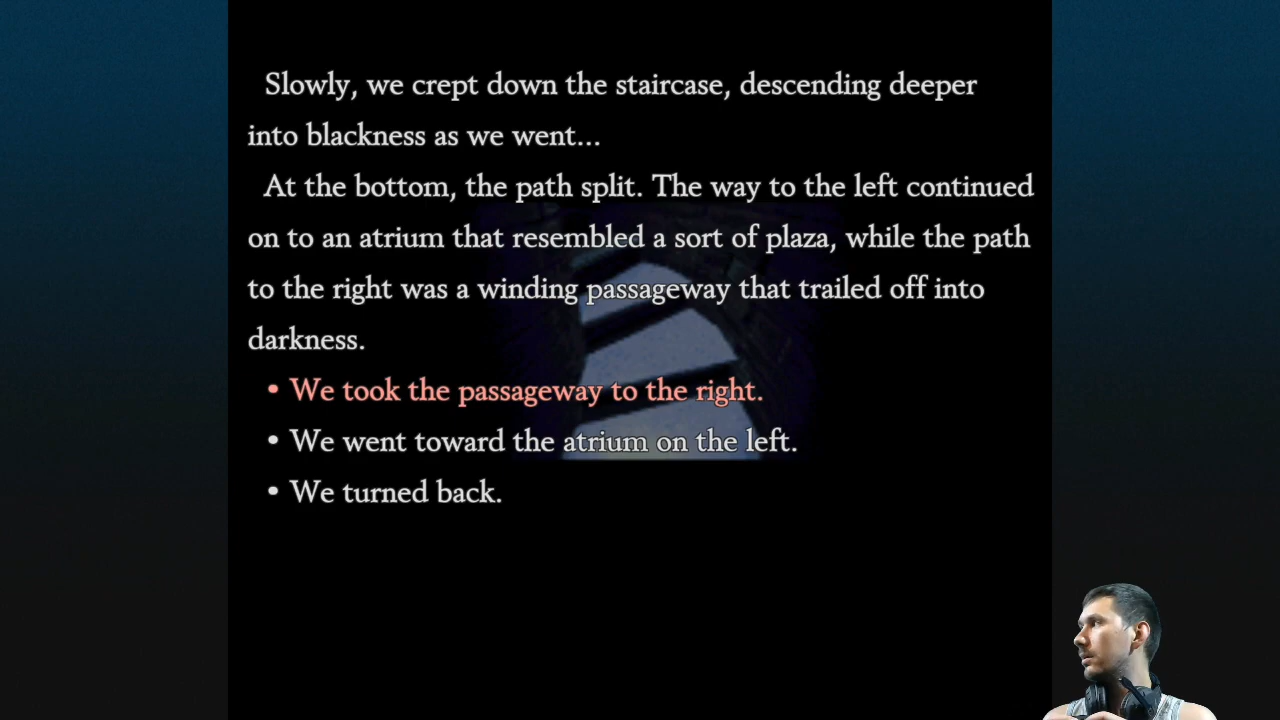 Slowly, we crept down the staircase, descending deeper
into blackness as we went...
At the bottom, the path split. The way to the left continued
on to an atrium that resembled a sort of plaza, while the path
to the right was a winding passageway that trailed off into
darkness.
• We took the passageway to the right.
• We went toward the atrium on the left.
• We turned back.